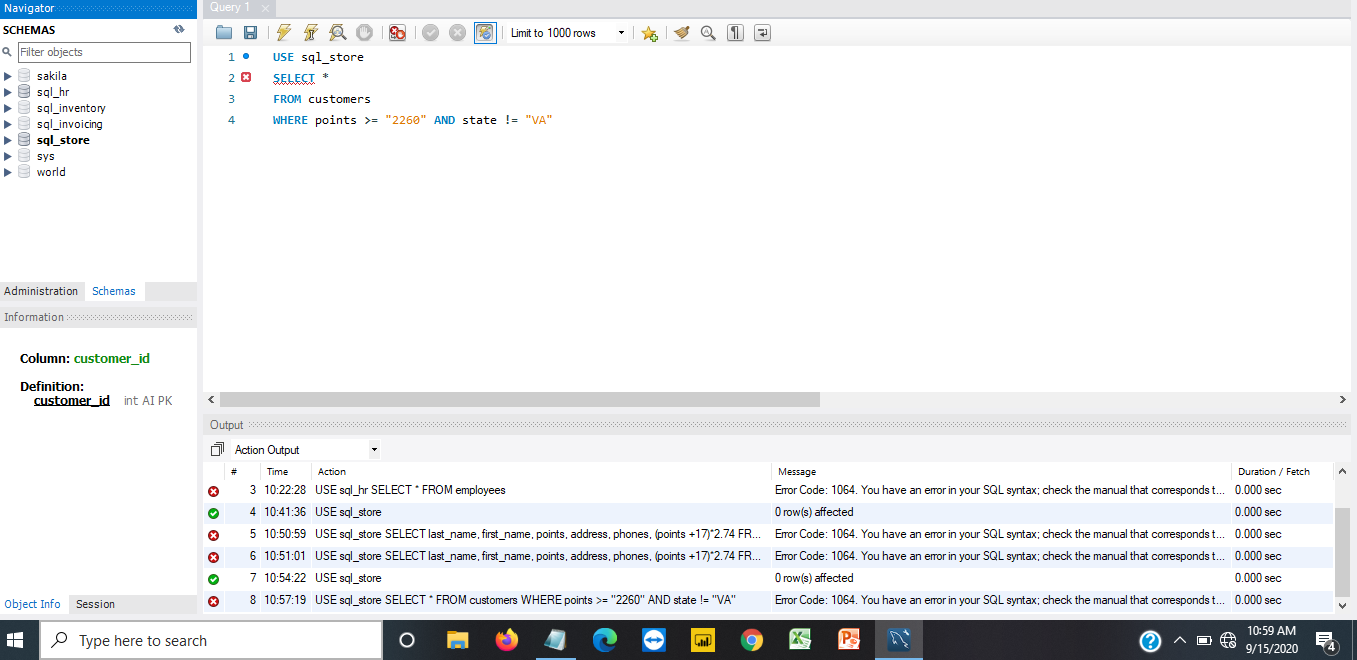 Navigator
SCHEMAS
Filter objects
sakila
sql_hr
sql_inventory
sql_invoicing
sql_store
sys
world
Administration Schemas
Information
Column: customer_id
Definition:
customer_id int AI PK
Object Info Session
Query 1
Limit to 1000 rows
1 USE sql_store
2 SELECT *
3 FROM customers
4 WHERE points >= "2260" AND state != "VA"
Output
Action Output
# Time Action Message Duration / Fetch
3 10:22:28 USE sql_hr SELECT * FROM employees Error Code: 1064. You have an error in your SQL syntax; check the manual that corresponds t... 0.000 sec
4 10:41:36 USE sql_store 0 row(s) affected 0.000 sec
5 10:50:59 USE sql_store SELECT last_name, first_name, points, address, phones, (points +17)*2.74 FR... Error Code: 1064. You have an error in your SQL syntax; check the manual that corresponds t... 0.000 sec
6 10:51:01 USE sql_store SELECT last_name, first_name, points, address, phones, (points +17)*2.74 FR... Error Code: 1064. You have an error in your SQL syntax; check the manual that corresponds t... 0.000 sec
7 10:54:22 USE sql_store 0 row(s) affected 0.000 sec
8 10:57:19 USE sql_store SELECT * FROM customers WHERE points >= "2260" AND state != "VA" Error Code: 1064. You have an error in your SQL syntax; check the manual that corresponds t... 0.000 sec
Type here to search
10:59 AM
9/15/2020
4